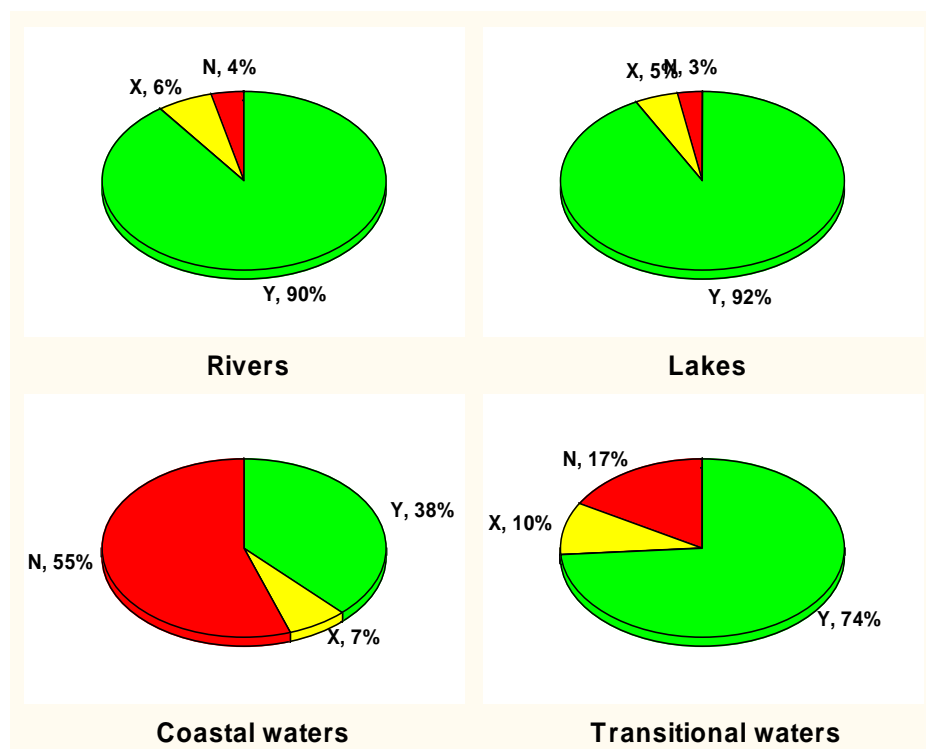 N, 4%
X, 6%
Y, 90%
Rivers
X, 5%
N, 3%
Y, 92%
Lakes
Y, 38%
N, 55%
X, 7%
Coastal waters
N, 17%
X, 10%
Y, 74%
Transitional waters